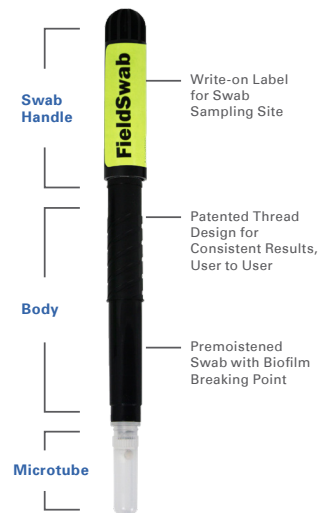 Swab
Handle
FieldSwab
Write-on Label
for Swab
Sampling Site
Patented Thread
Design for
Consistent Results,
User to User
Body
Premoistened
Swab with Biofilm
Breaking Point
Microtube